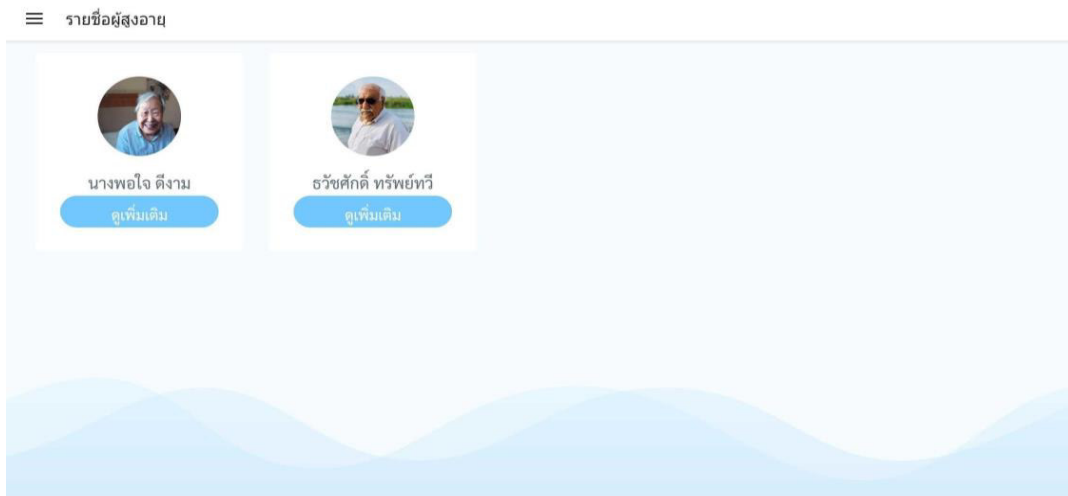 รายชื่อผู้สูงอายุ
นางพอใจ ดีงาม
ดูเพิ่มเติม
ธวัชศักดิ์ ทรัพย์ทวี
ดูเพิ่มเติม